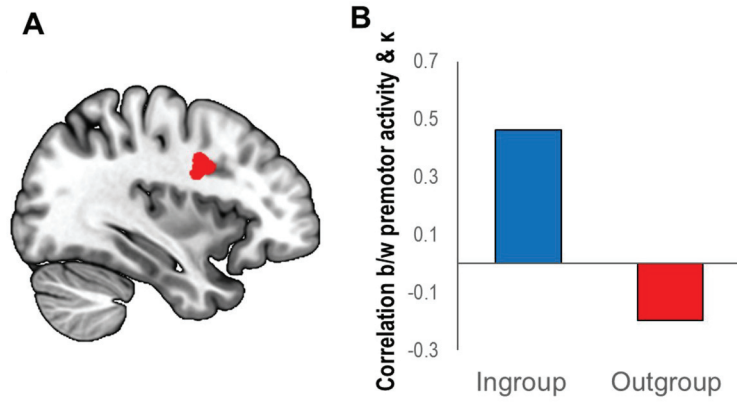 A
B
Correlation b/w premotor activity & κ
0.7
0.5
0.3
0.1
-0.1
-0.3
Ingroup Outgroup